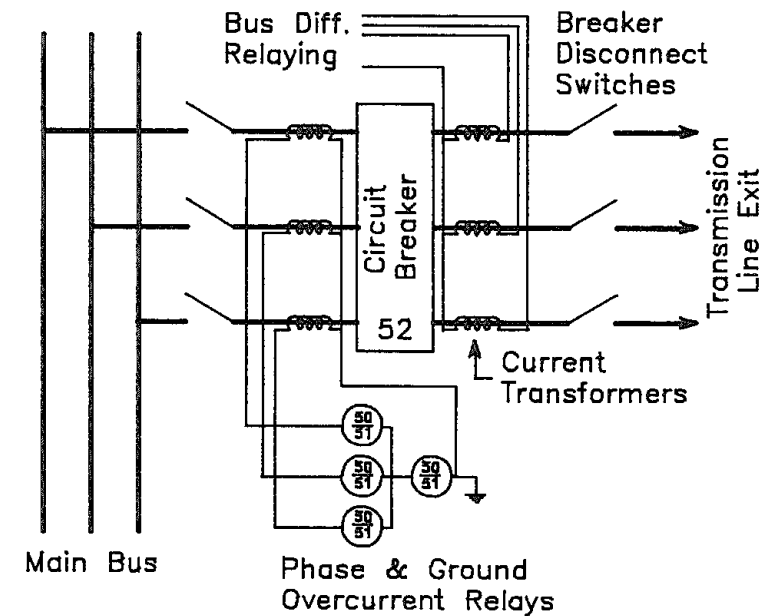 Bus Diff.
Relaying
Breaker
Disconnect
Switches
Circuit
Breaker
52
Transmission
Line Exit
Current
Transformers
50
51
50
51
50
51
50
51
Main Bus
Phase & Ground
Overcurrent Relays